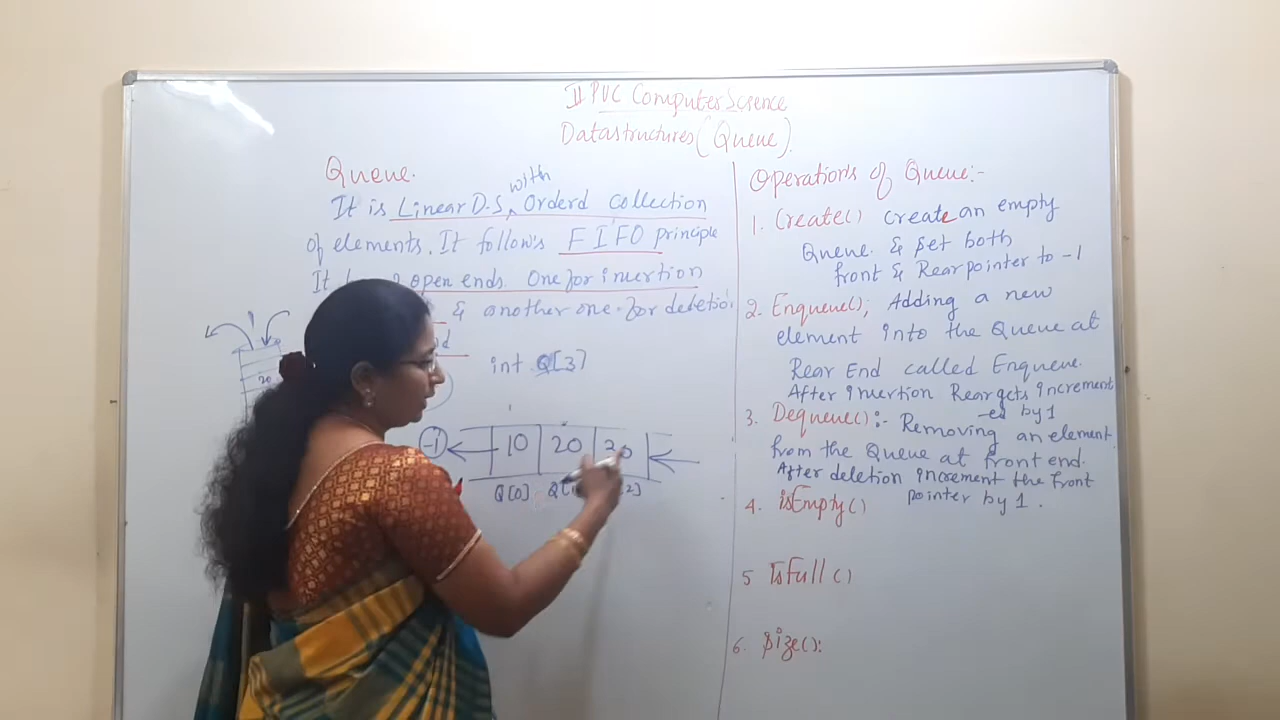 II PUC Computer Science
Datastructures (Queue).
Queue.
with
It is Linear D.S, Orderd collection
of elements. It follow's FIFO principle
It open ends. One for insertion
& another one for deletion
int Q[3]
20
-1 10 20 30
Q[0] Q[ 2]
Operation's of Queue:-
1. Create() create an empty
Queue. & set both
front & Rear pointer to -1
2. Enqueue(); Adding a new
element into the Queue at
Rear End called Enqueue.
After insertion Rear gets increment
-ed by 1
3. Dequeue():- Removing an element
from the Queue at front end.
After deletion increment the front
pointer by 1.
4. isEmpty()
5 IsFull()
6. Size():